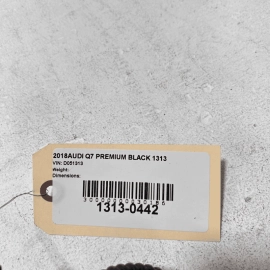 2018AUDI Q7 PREMIUM BLACK 1313
VIN: D051313
Weight:
Dimensions:
1313-0442